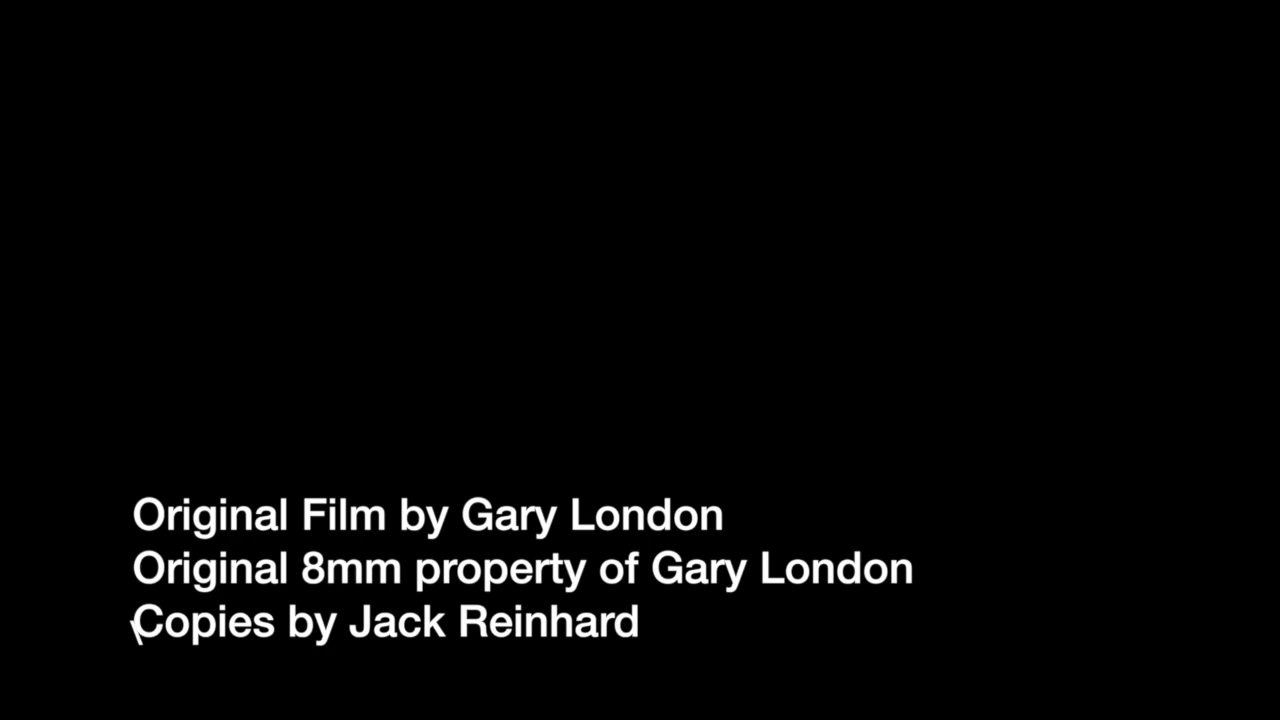 Original Film by Gary London
Original 8mm property of Gary London
Copies by Jack Reinhard